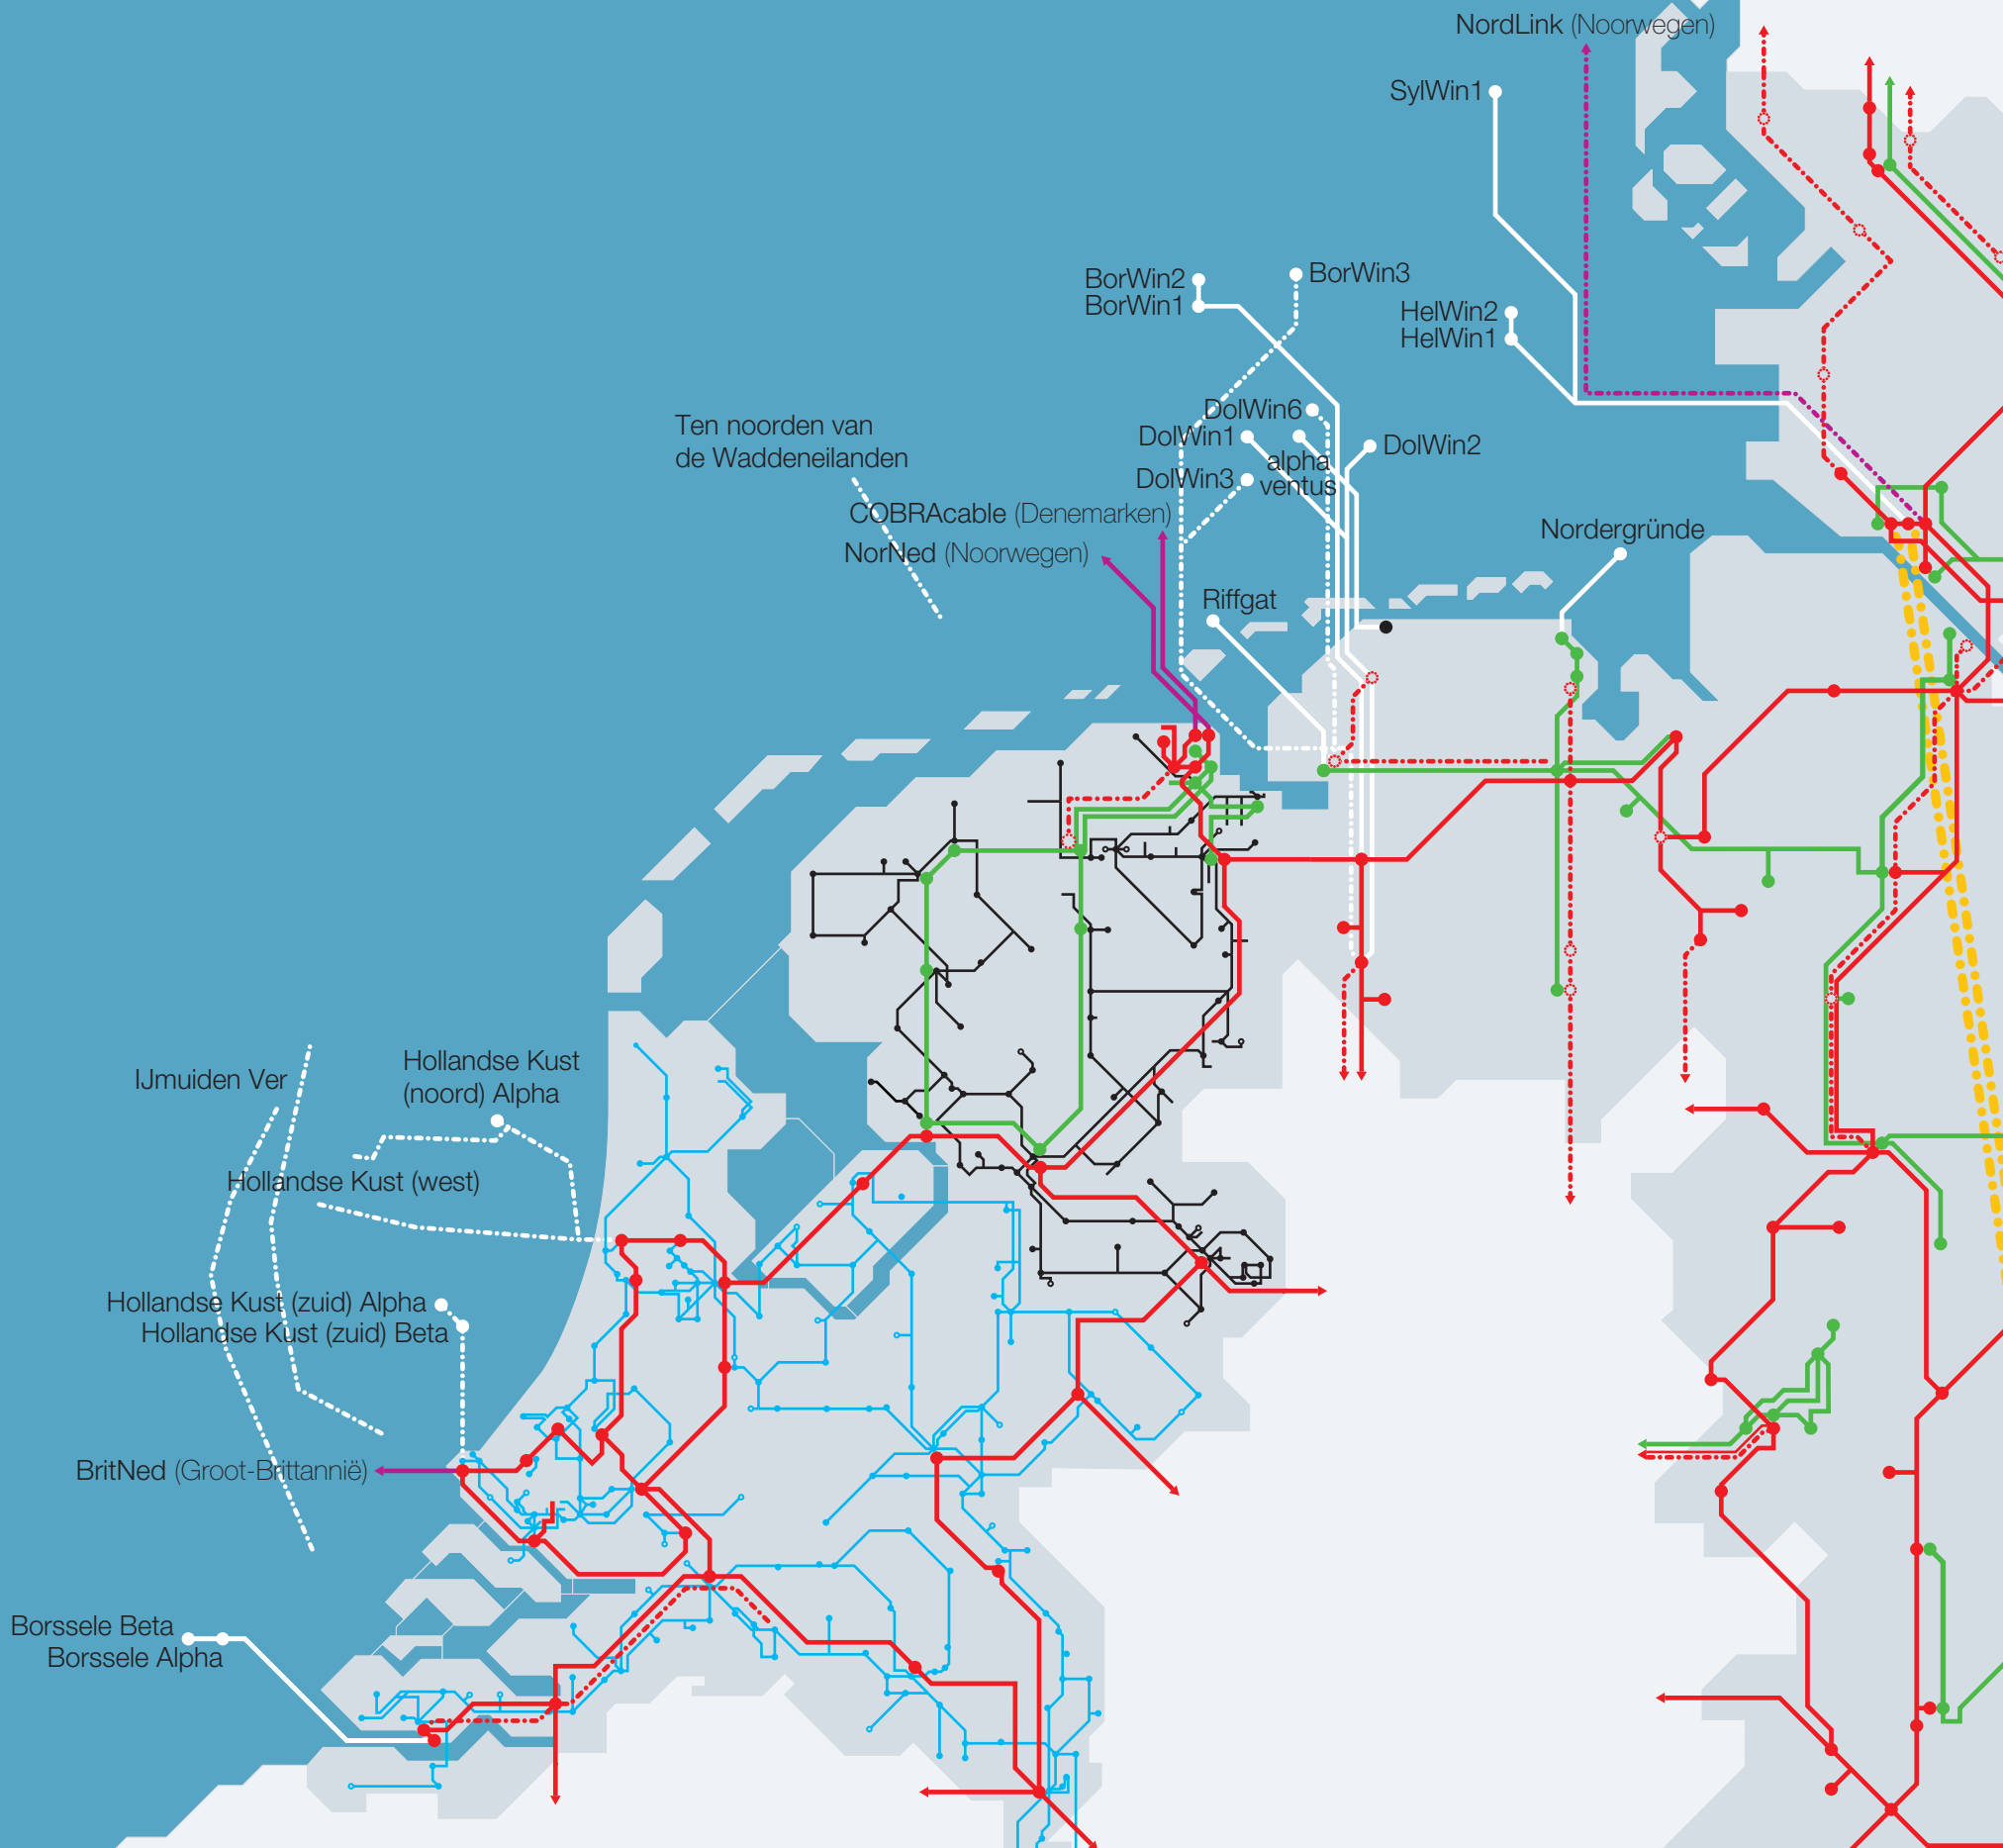 NordLink (Noorwegen)
SylWin1
BorWin2
BorWin3
BorWin1
HelWin2
HelWin1
DolWin6
Ten noorden van
de Waddeneilanden
DolWin1
DolWin2
alpha
ventus
DolWin3
COBRAcable (Denemarken)
NorNed (Noorwegen)
Nordergründe
Riffgat
Hollandse Kust
(noord) Alpha
IJmuiden Ver
Hollandse Kust (west)
Hollandse Kust (zuid) Alpha
Hollandse Kust (zuid) Beta
BritNed (Groot-Brittannië)
Borssele Beta
Borssele Alpha